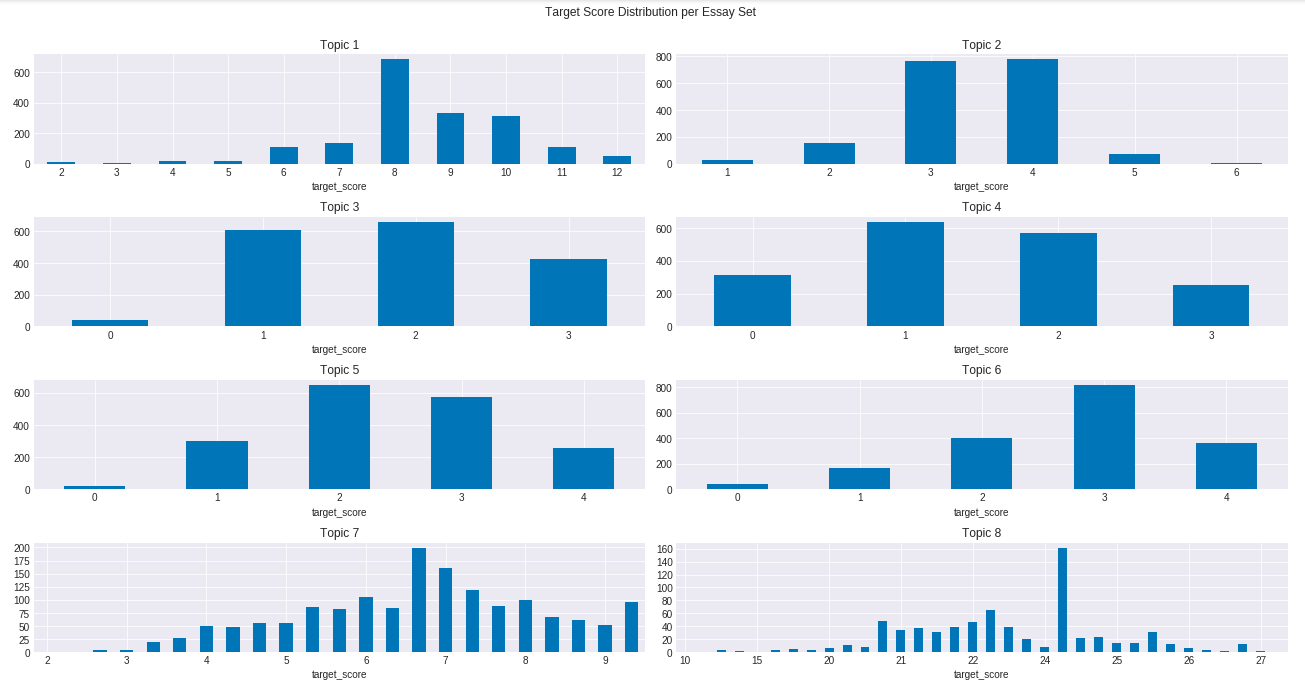 Target Score Distribution per Essay Set
Topic 1
600
400
200
0
2 3 4 5 6 7 8 9 10 11 12
target_score
Topic 2
800
600
400
200
0
1 2 3 4 5 6
target_score
Topic 3
600
400
200
0
0 1 2 3
target_score
Topic 4
600
400
200
0
0 1 2 3
target_score
Topic 5
600
400
200
0
0 1 2 3 4
target_score
Topic 6
800
600
400
200
0
0 1 2 3 4
target_score
Topic 7
200
175
150
125
100
75
50
25
0
2 3 4 5 6 7 8 9
target_score
Topic 8
160
140
120
100
80
60
40
20
0
10 15 20 21 22 24 25 26 27
target_score